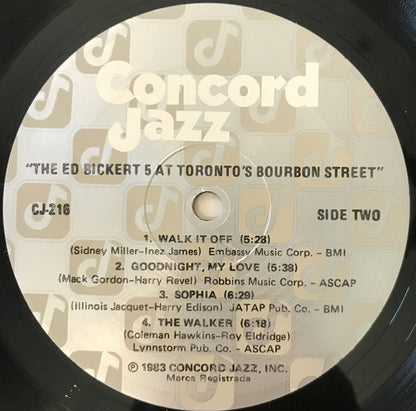 Concord
Jazz
"THE ED BICKERT 5 AT TORONTO'S BOURBON STREET"
CJ-216
SIDE TWO
1. WALK IT OFF (5:28)
(Sidney Miller-Inez James) Embassy Music Corp. - BMI
2. GOODNIGHT, MY LOVE (5:38)
(Mack Gordon-Harry Revel) Robbins Music Corp. - ASCAP
3. SOPHIA (6:29)
(Illinois Jacquet-Harry Edison) JATAP Pub. Co. - BMI
4. THE WALKER (6:18)
(Coleman Hawkins-Roy Eldridge)
Lynnstorm Pub. Co. - ASCAP
℗ 1983 CONCORD JAZZ, INC.
Marca Registrada